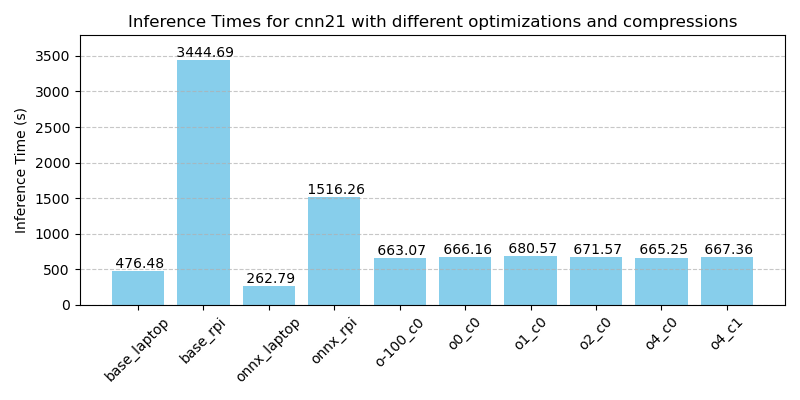 Inference Times for cnn21 with different optimizations and compressions
Inference Time (s)
3500
3000
2500
2000
1500
1000
500
0
476.48
3444.69
262.79
1516.26
663.07
666.16
680.57
671.57
665.25
667.36
base_laptop
base_rpi
onnx_laptop
onnx_rpi
o-100_c0
o0_c0
o1_c0
o2_c0
o4_c0
o4_c1